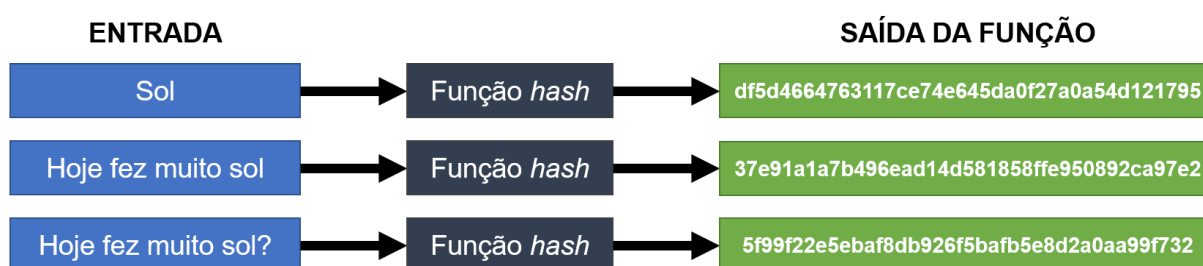 ENTRADA SAÍDA DA FUNÇÃO
Sol Função hash df5d4664763117ce74e645da0f27a0a54d121795
Hoje fez muito sol Função hash 37e91a1a7b496ead14d581858ffe950892ca97e2
Hoje fez muito sol? Função hash 5f99f22e5ebaf8db926f5bafb5e8d2a0aa99f732